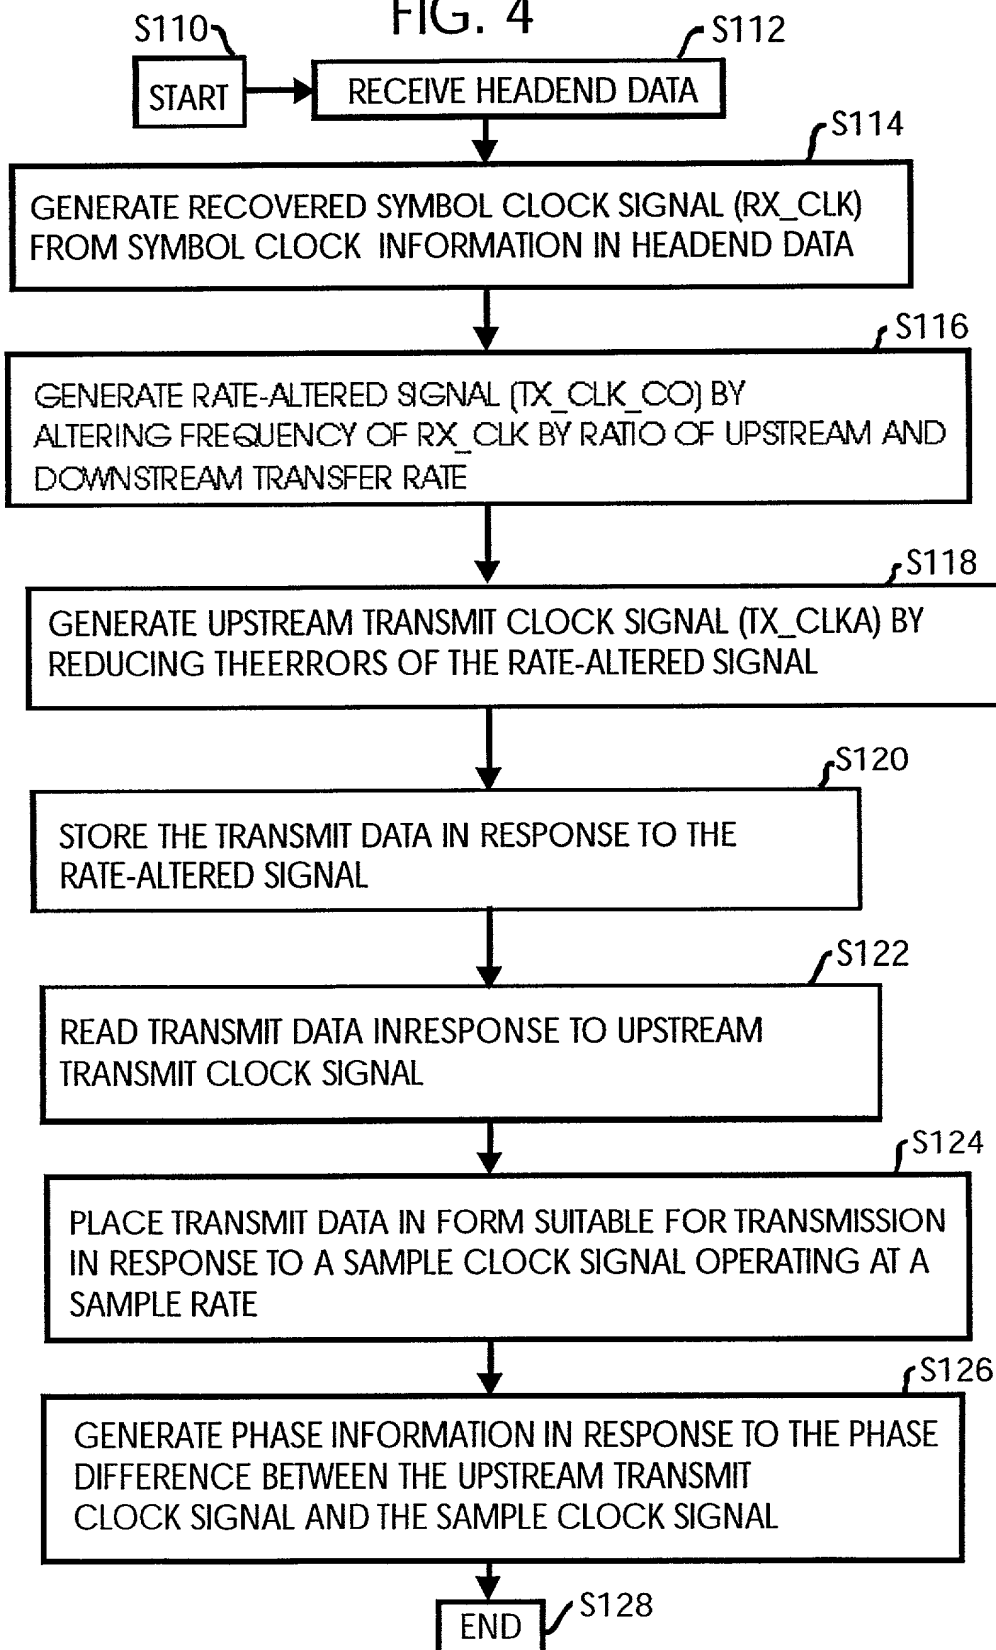 FIG. 4
S110
S112
START
RECEIVE HEADEND DATA
S114
GENERATE RECOVERED SYMBOL CLOCK SIGNAL (RX_CLK)
FROM SYMBOL CLOCK INFORMATION IN HEADEND DATA
S116
GENERATE RATE-ALTERED SIGNAL (TX_CLK_CO) BY
ALTERING FREQUENCY OF RX_CLK BY RATIO OF UPSTREAM AND
DOWNSTREAM TRANSFER RATE
S118
GENERATE UPSTREAM TRANSMIT CLOCK SIGNAL (TX_CLKA) BY
REDUCING THEERRORS OF THE RATE-ALTERED SIGNAL
S120
STORE THE TRANSMIT DATA IN RESPONSE TO THE
RATE-ALTERED SIGNAL
S122
READ TRANSMIT DATA INRESPONSE TO UPSTREAM
TRANSMIT CLOCK SIGNAL
S124
PLACE TRANSMIT DATA IN FORM SUITABLE FOR TRANSMISSION
IN RESPONSE TO A SAMPLE CLOCK SIGNAL OPERATING AT A
SAMPLE RATE
S126
GENERATE PHASE INFORMATION IN RESPONSE TO THE PHASE
DIFFERENCE BETWEEN THE UPSTREAM TRANSMIT
CLOCK SIGNAL AND THE SAMPLE CLOCK SIGNAL
END
S128